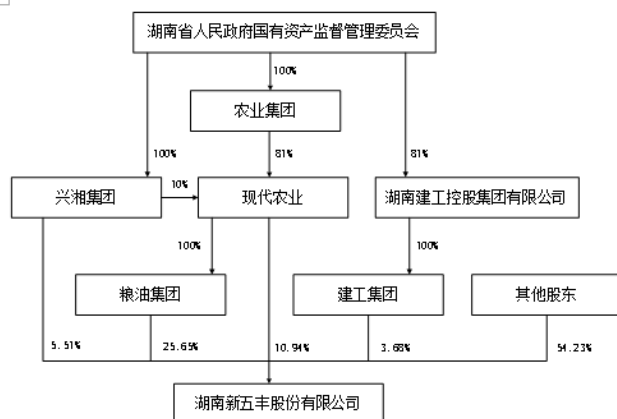 湖南省人民政府国有资产监督管理委员会
100%
农业集团
100%
81%
81%
兴湘集团
10%
现代农业
湖南建工控股集团有限公司
100%
100%
粮油集团
建工集团
其他股东
5.51%
25.65%
10.94%
3.68%
54.23%
湖南新五丰股份有限公司